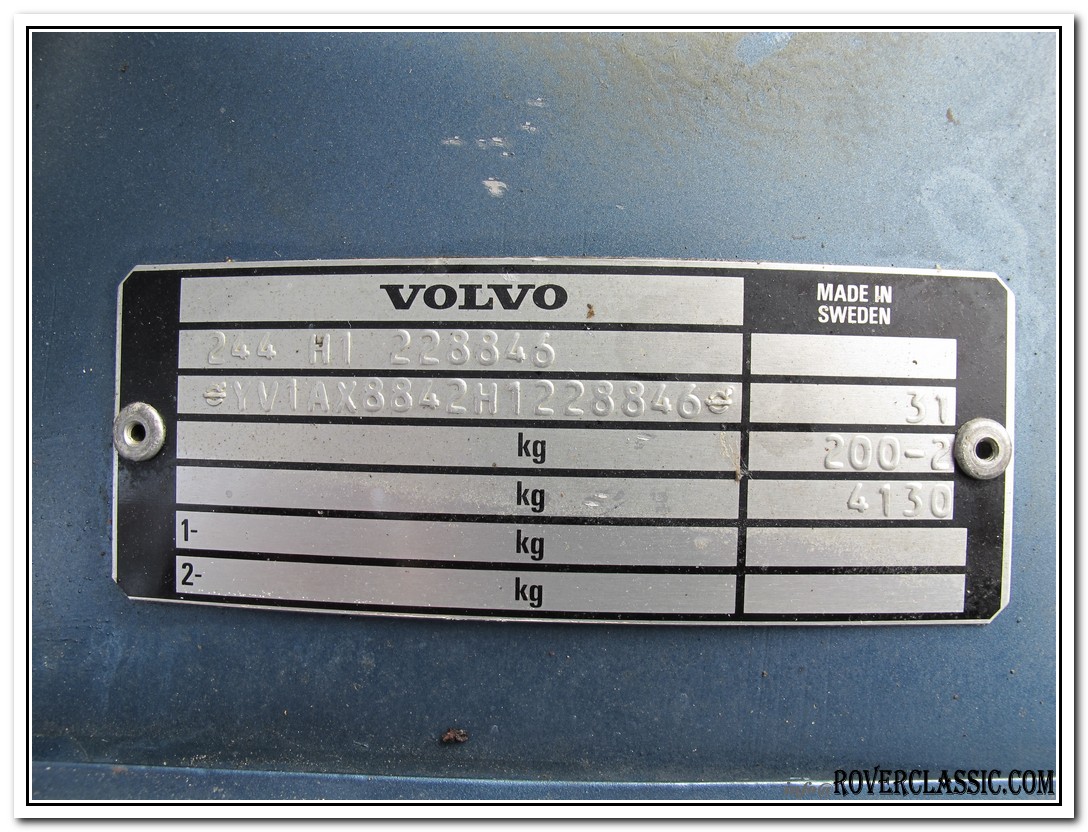 VOLVO
MADE IN
SWEDEN
244 H1 228846
YV1AX8842H1228846
31
kg
200-2
kg
4130
1- kg
2- kg
ROVERCLASSIC.COM